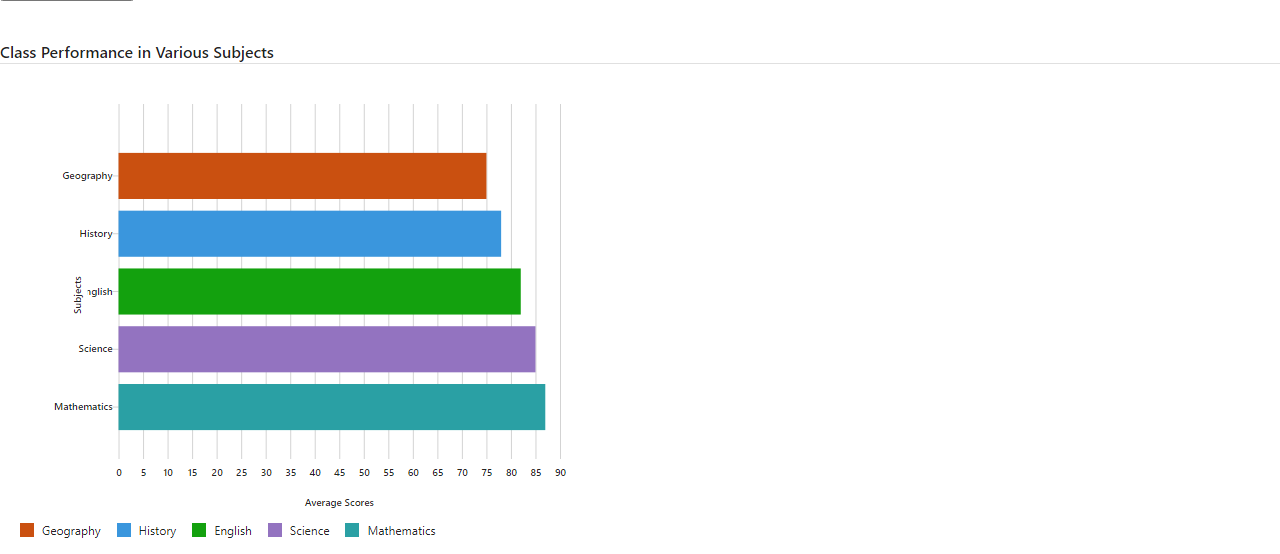 Class Performance in Various Subjects
Geography
History
Subjects
nglish
Science
Mathematics
0 5 10 15 20 25 30 35 40 45 50 55 60 65 70 75 80 85 90
Average Scores
Geography History English Science Mathematics